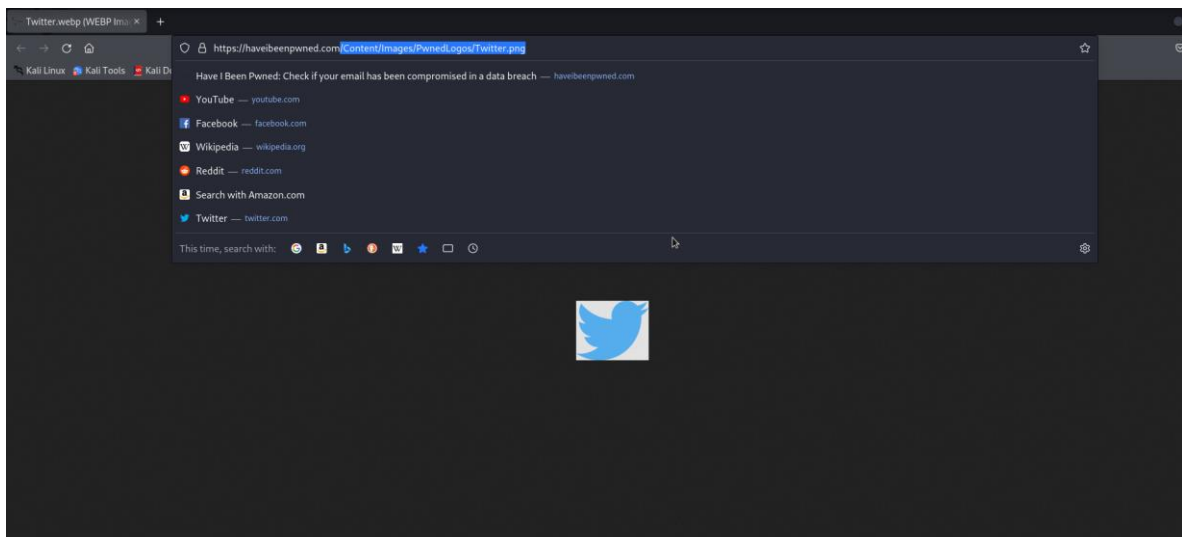 Twitter.webp (WEBP Ima
https://haveibeenpwned.com/Content/Images/PwnedLogos/Twitter.png
Kali Linux Kali Tools Kali D
Have I Been Pwned: Check if your email has been compromised in a data breach — haveibeenpwned.com
YouTube — youtube.com
Facebook — facebook.com
Wikipedia — wikipedia.org
Reddit — reddit.com
Search with Amazon.com
Twitter — twitter.com
This time, search with: